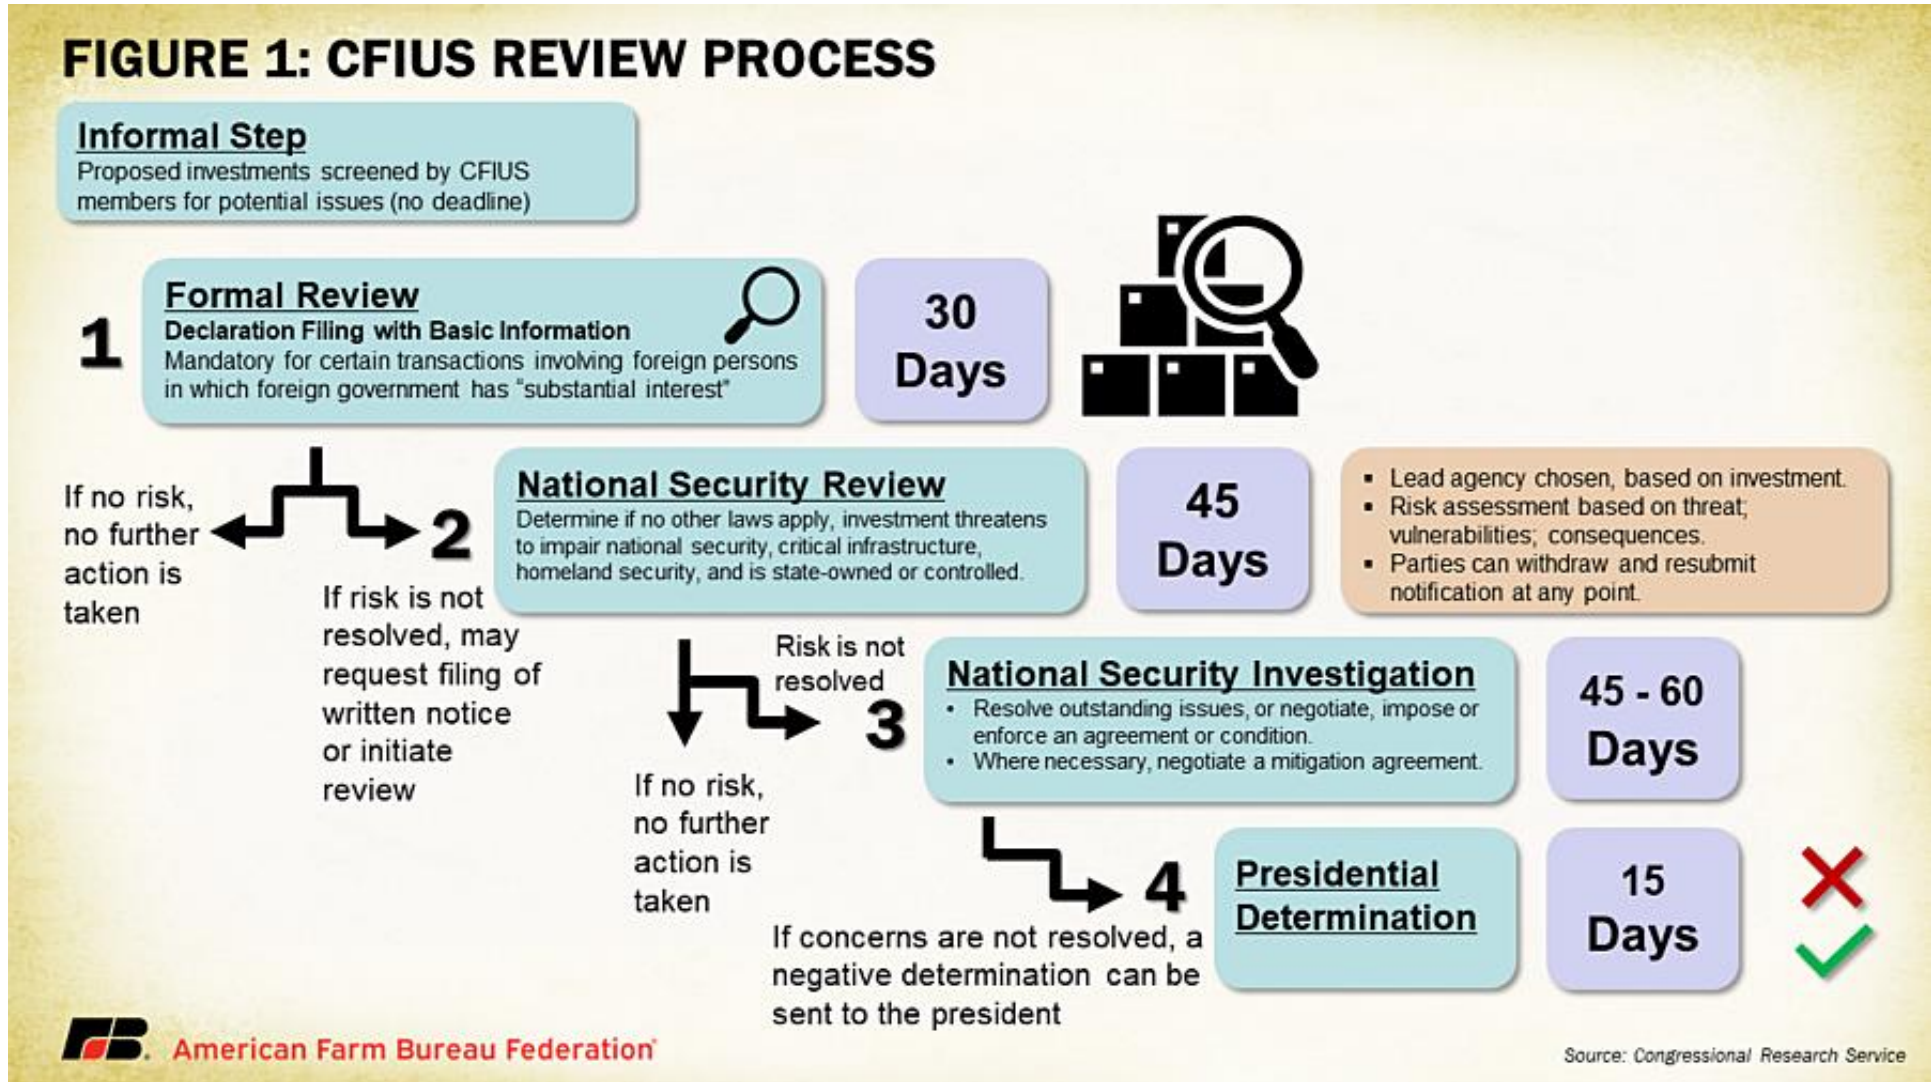 FIGURE 1: CFIUS REVIEW PROCESS
Informal Step
Proposed investments screened by CFIUS
members for potential issues (no deadline)
1
Formal Review
Declaration Filing with Basic Information
Mandatory for certain transactions involving foreign persons
in which foreign government has "substantial interest"
30
Days
If no risk,
no further
action is
taken
2
If risk is not
resolved, may
request filing of
written notice
or initiate
review
National Security Review
Determine if no other laws apply, investment threatens
to impair national security, critical infrastructure,
homeland security, and is state-owned or controlled.
45
Days
▪ Lead agency chosen, based on investment.
▪ Risk assessment based on threat;
vulnerabilities; consequences.
▪ Parties can withdraw and resubmit
notification at any point.
If no risk,
no further
action is
taken
Risk is not
resolved
3
National Security Investigation
• Resolve outstanding issues, or negotiate, impose or
enforce an agreement or condition.
• Where necessary, negotiate a mitigation agreement.
45 - 60
Days
If concerns are not resolved, a
negative determination can be
sent to the president
4
Presidential
Determination
15
Days
FB.
American Farm Bureau Federation®
Source: Congressional Research Service